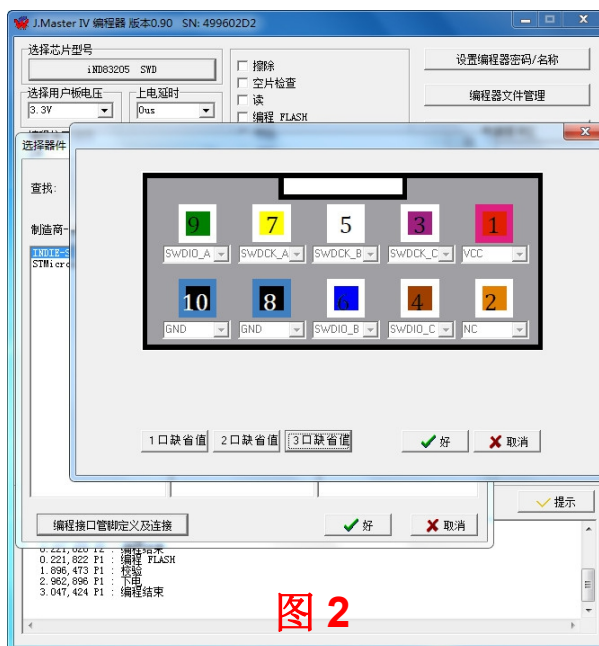 J.Master IV 编程器 版本0.90 SN: 499602D2
选择芯片型号
iND83205 SWD
选择用户板电压
上电延时
3.3V
0us
擦除
空片检查
读
编程 FLASH
设置编程器密码/名称
编程器文件管理
选择器件
查找:
制造商
INDIE-S
STMicro
9
7
5
3
1
SWDIO_A
SWDCK_A
SWDCK_B
SWDCK_C
VCC
10
8
6
4
2
GND
GND
SWDIO_B
SWDIO_C
NC
1口缺省值
2口缺省值
3口缺省值
好
取消
提示
编程接口管脚定义及连接
好
取消
0.221,822 P1 : 编程 FLASH
1.896,473 P1 : 校验
2.962,896 P1 : 下电
3.047,424 P1 : 编程结束
图 2